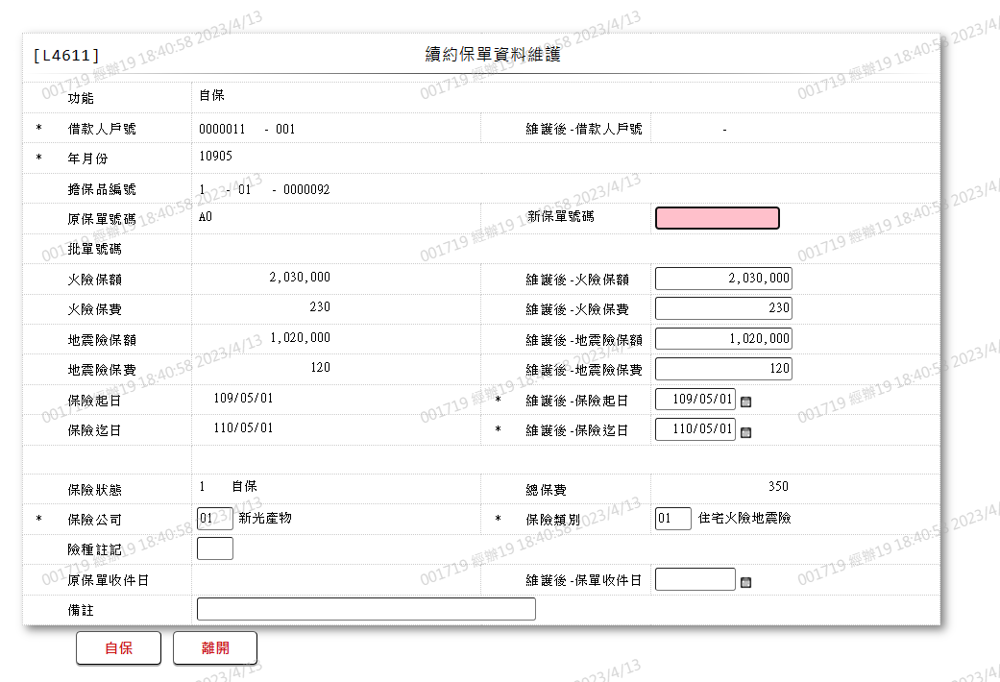 [L4611] 續約保單資料維護
功能 自保
* 借款人戶號 0000011 - 001 維護後-借款人戶號 -
* 年月份 10905
擔保品編號 1 - 01 - 0000092
原保單號碼 A0 新保單號碼
批單號碼
火險保額 2,030,000 維護後-火險保額 2,030,000
火險保費 230 維護後-火險保費 230
地震險保額 1,020,000 維護後-地震險保額 1,020,000
地震險保費 120 維護後-地震險保費 120
保險起日 109/05/01 * 維護後-保險起日 109/05/01
保險迄日 110/05/01 * 維護後-保險迄日 110/05/01
保險狀態 1 自保 總保費 350
* 保險公司 01 新光產物 * 保險類別 01 住宅火險地震險
險種註記
原保單收件日 維護後-保單收件日
備註
自保 離開
001719 經辦19 18:40:58 2023/4/13